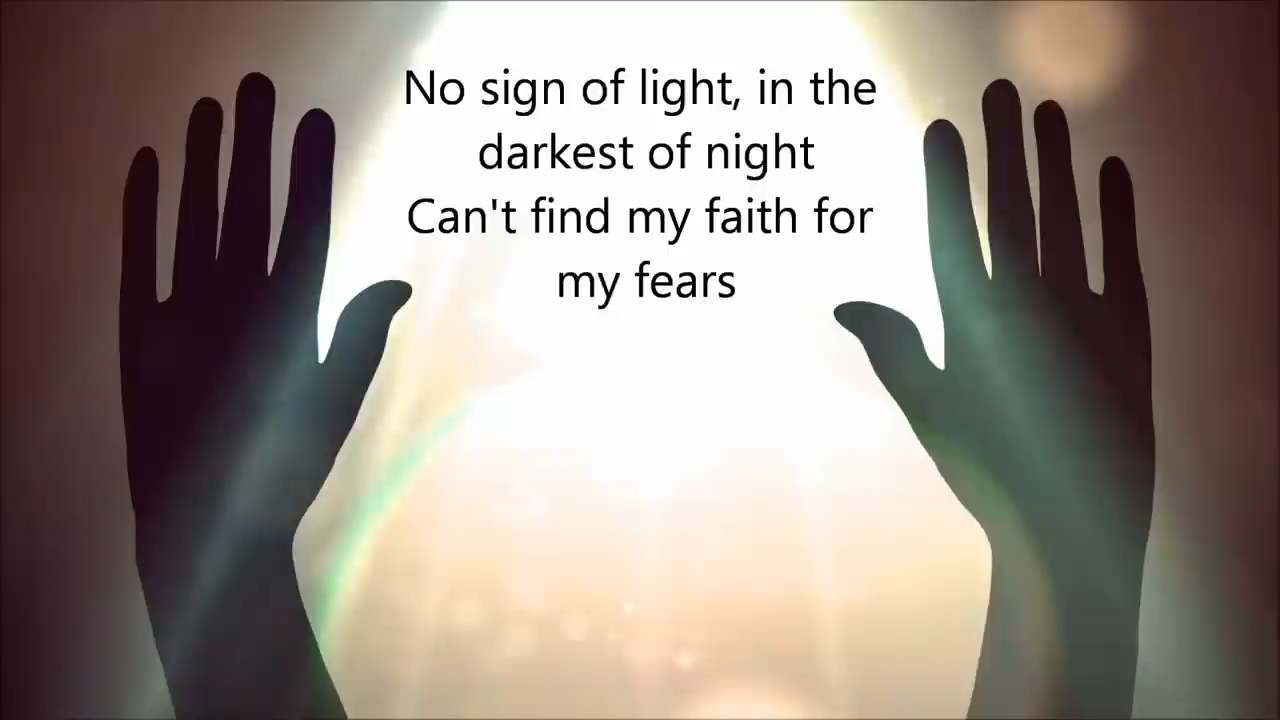 No sign of light, in the
darkest of night
Can't find my faith for
my fears